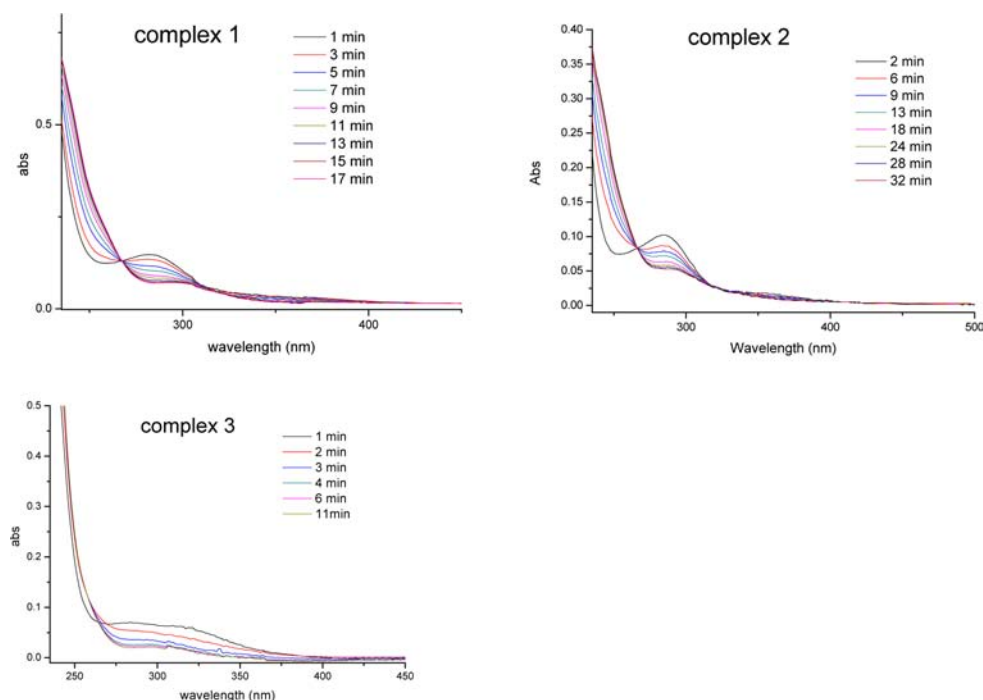 complex 1
1 min
3 min
5 min
7 min
9 min
11 min
13 min
15 min
17 min
0.5
0.0
abs
300
400
wavelength (nm)
complex 2
2 min
6 min
9 min
13 min
18 min
24 min
28 min
32 min
0.40
0.35
0.30
0.25
0.20
0.15
0.10
0.05
0.00
Abs
300
400
500
Wavelength (nm)
complex 3
1 min
2 min
3 min
4 min
6 min
11min
0.5
0.4
0.3
0.2
0.1
0.0
abs
250
300
350
400
450
wavelength (nm)